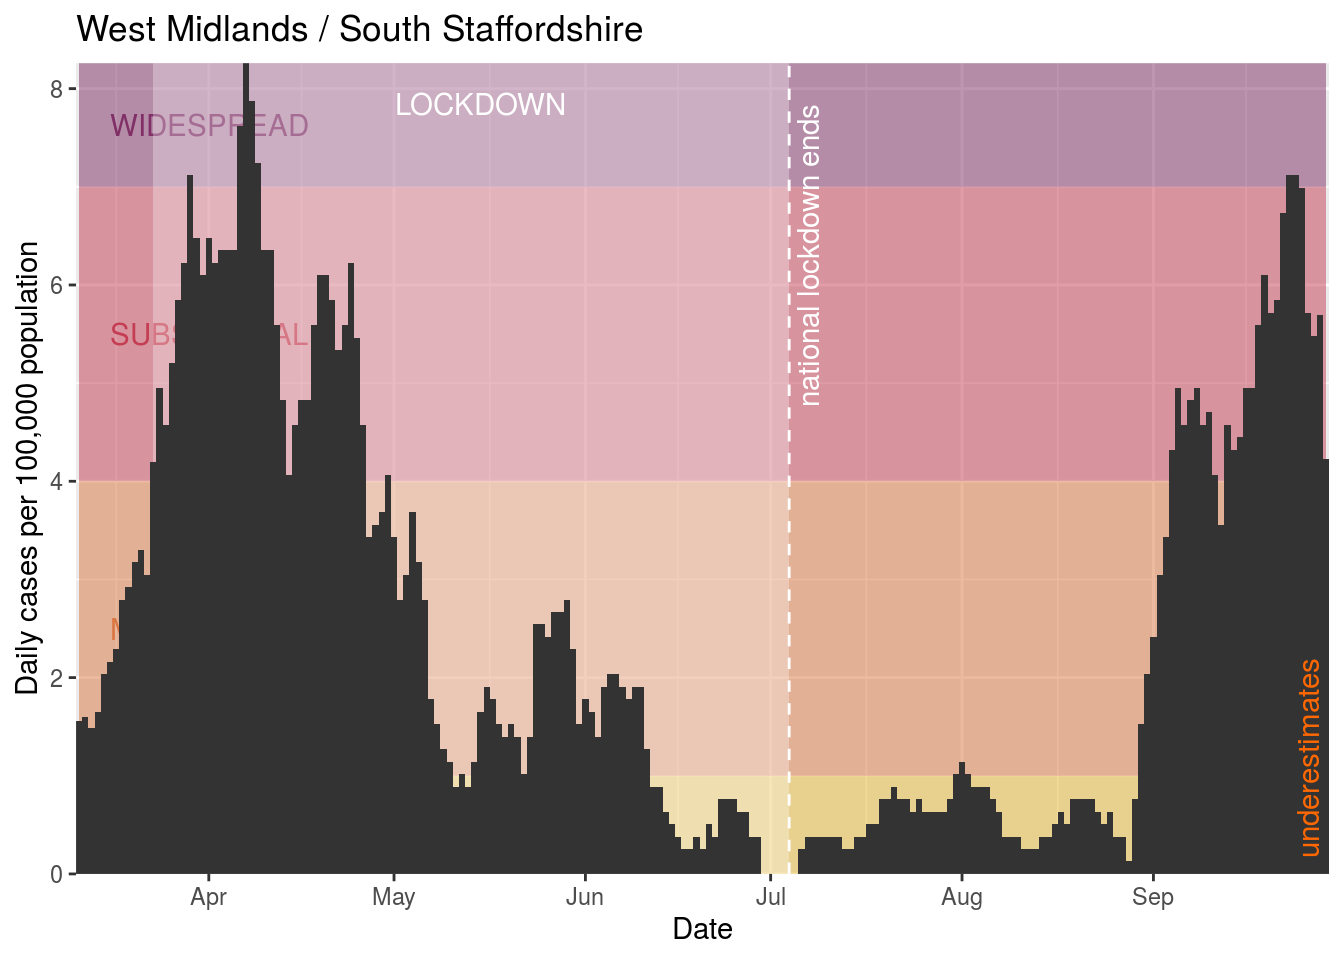 West Midlands / South Staffordshire
Daily cases per 100,000 population
8
6
4
2
0
WIDESPREAD
LOCKDOWN
national lockdown ends
underestimates
Apr
May
Jun
Jul
Aug
Sep
Date